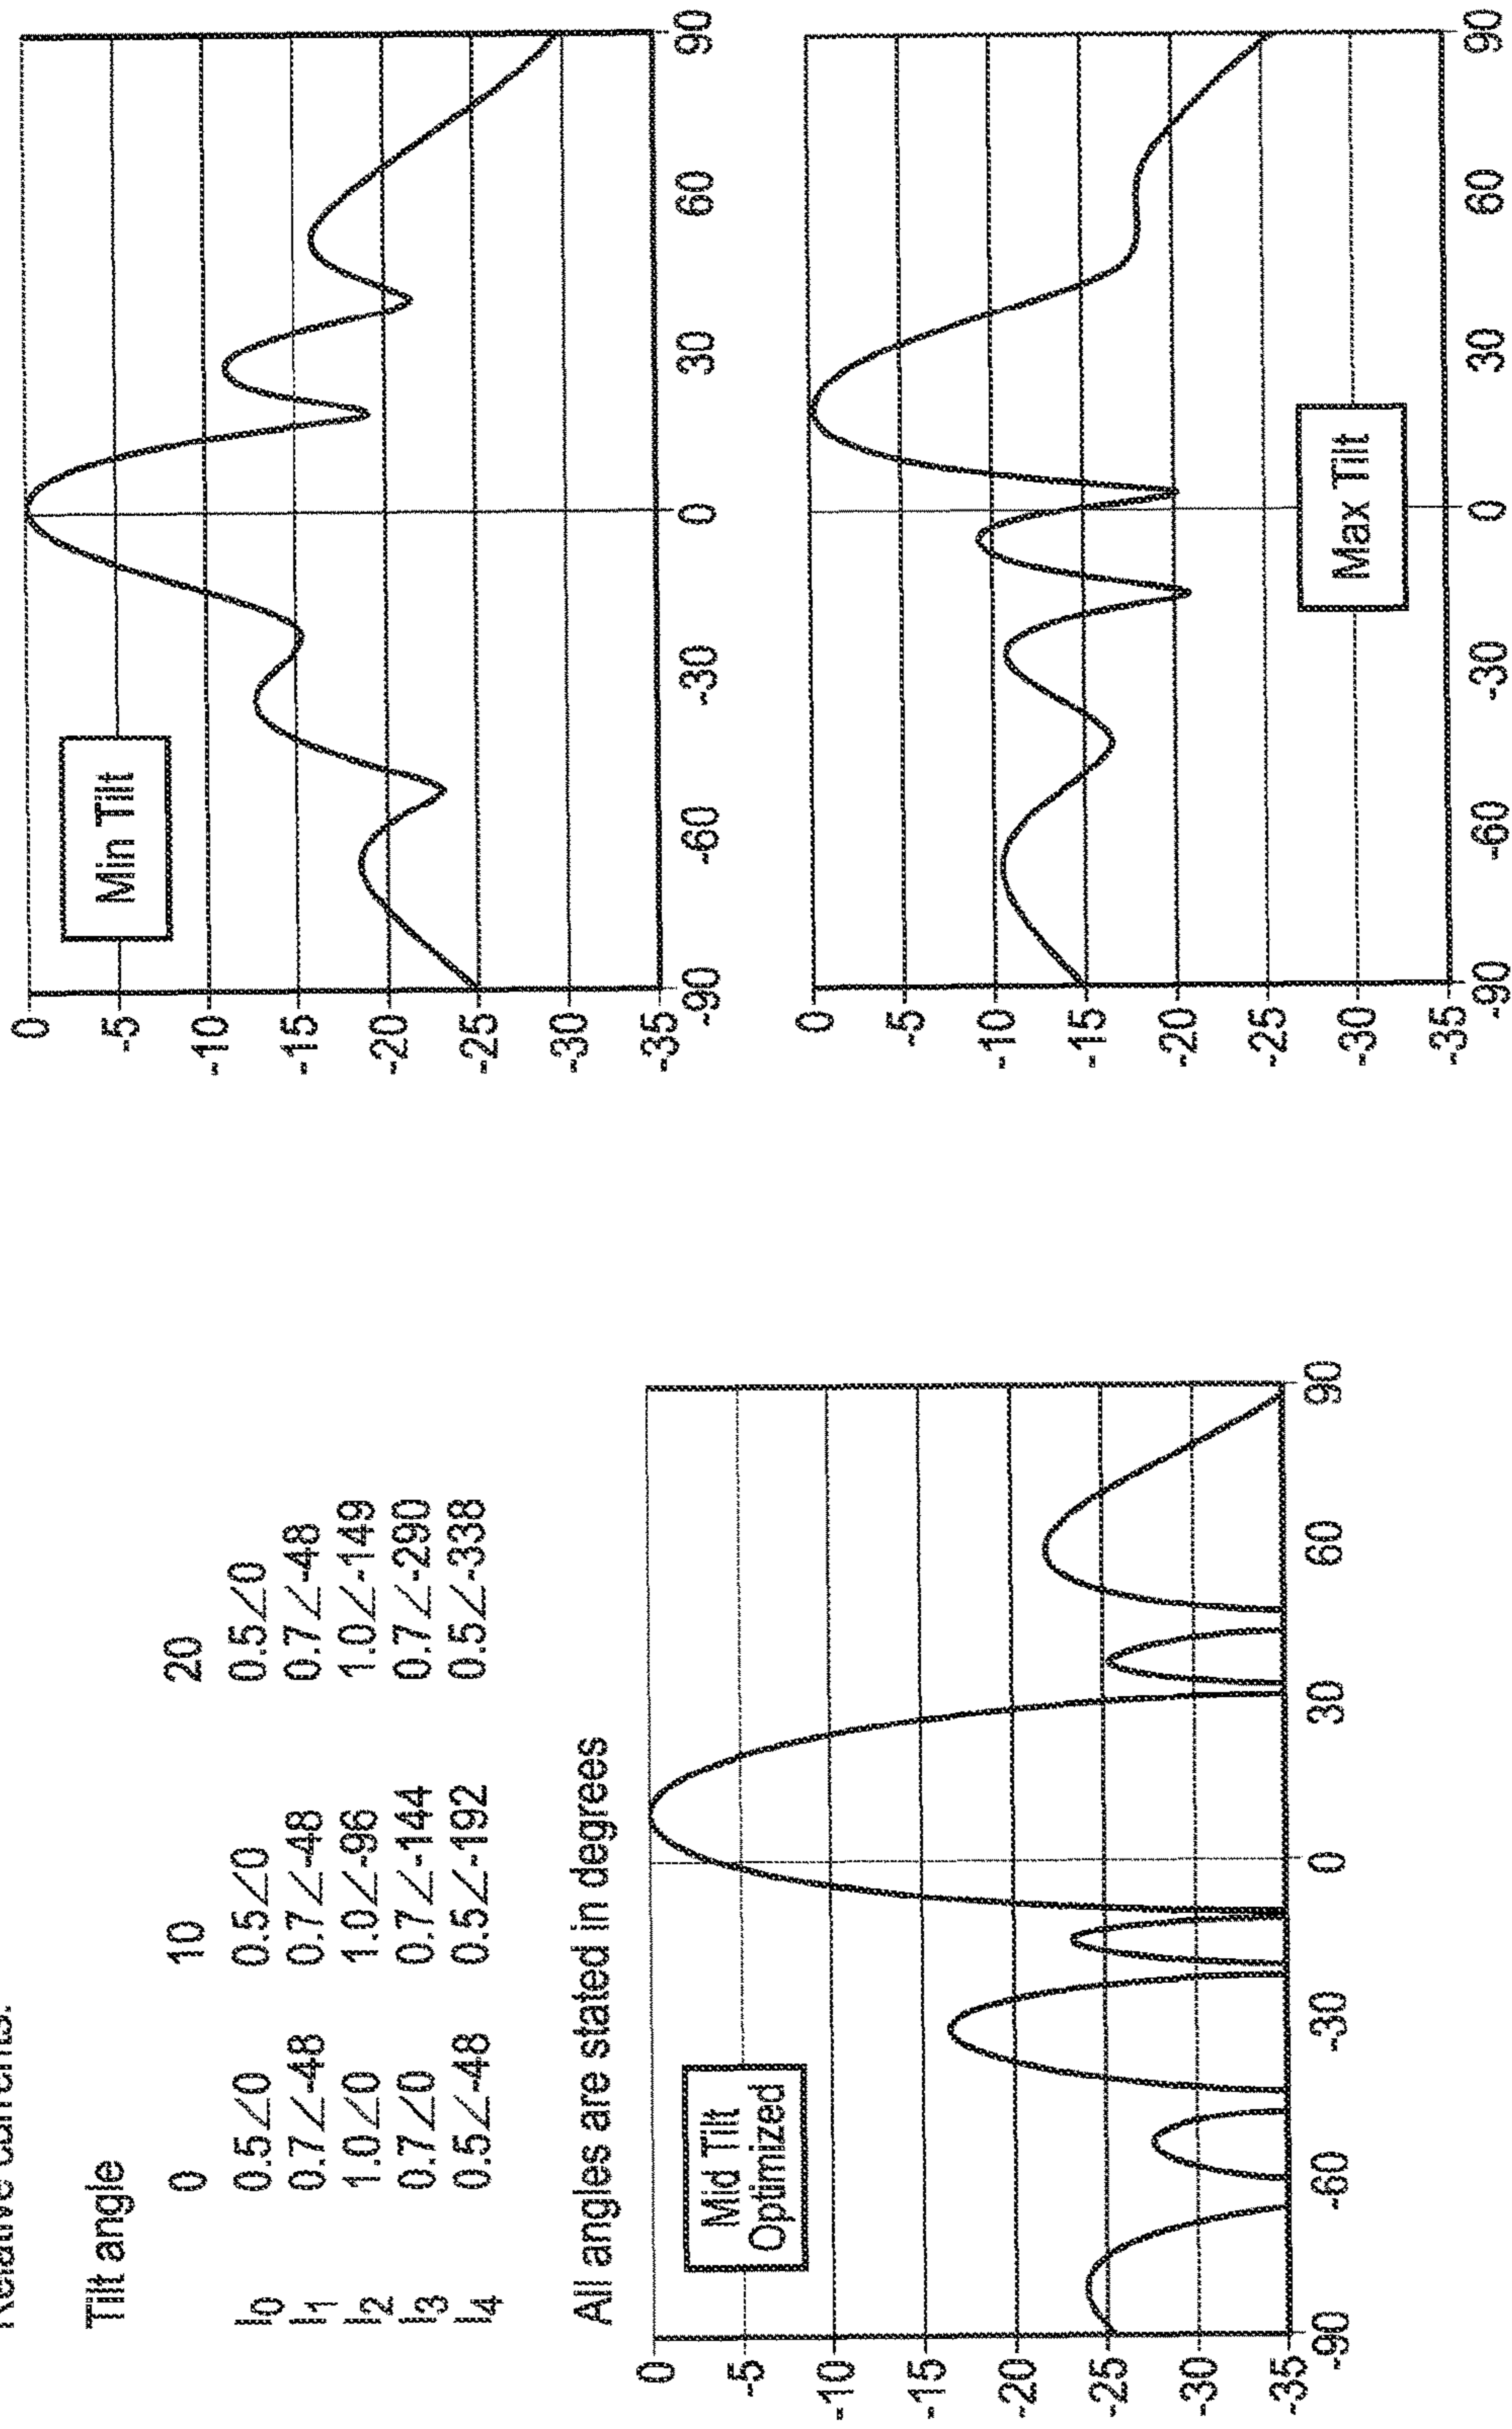 Relative currents:
Tilt angle
0 10 20
I0 0.5∠0 0.5∠0 0.5∠0
I1 0.7∠-48 0.7∠-48 0.7∠-48
I2 1.0∠0 1.0∠-96 1.0∠-149
I3 0.7∠0 0.7∠-144 0.7∠-290
I4 0.5∠-48 0.5∠-192 0.5∠-338
All angles are stated in degrees
Mid Tilt
Optimized
0
-5
-10
-15
-20
-25
-30
-35
-90 -60 -30 0 30 60 90
Min Tilt
0
-5
-10
-15
-20
-25
-30
-35
-90 -60 -30 0 30 60 90
Max Tilt
0
-5
-10
-15
-20
-25
-30
-35
-90 -60 -30 0 30 60 90